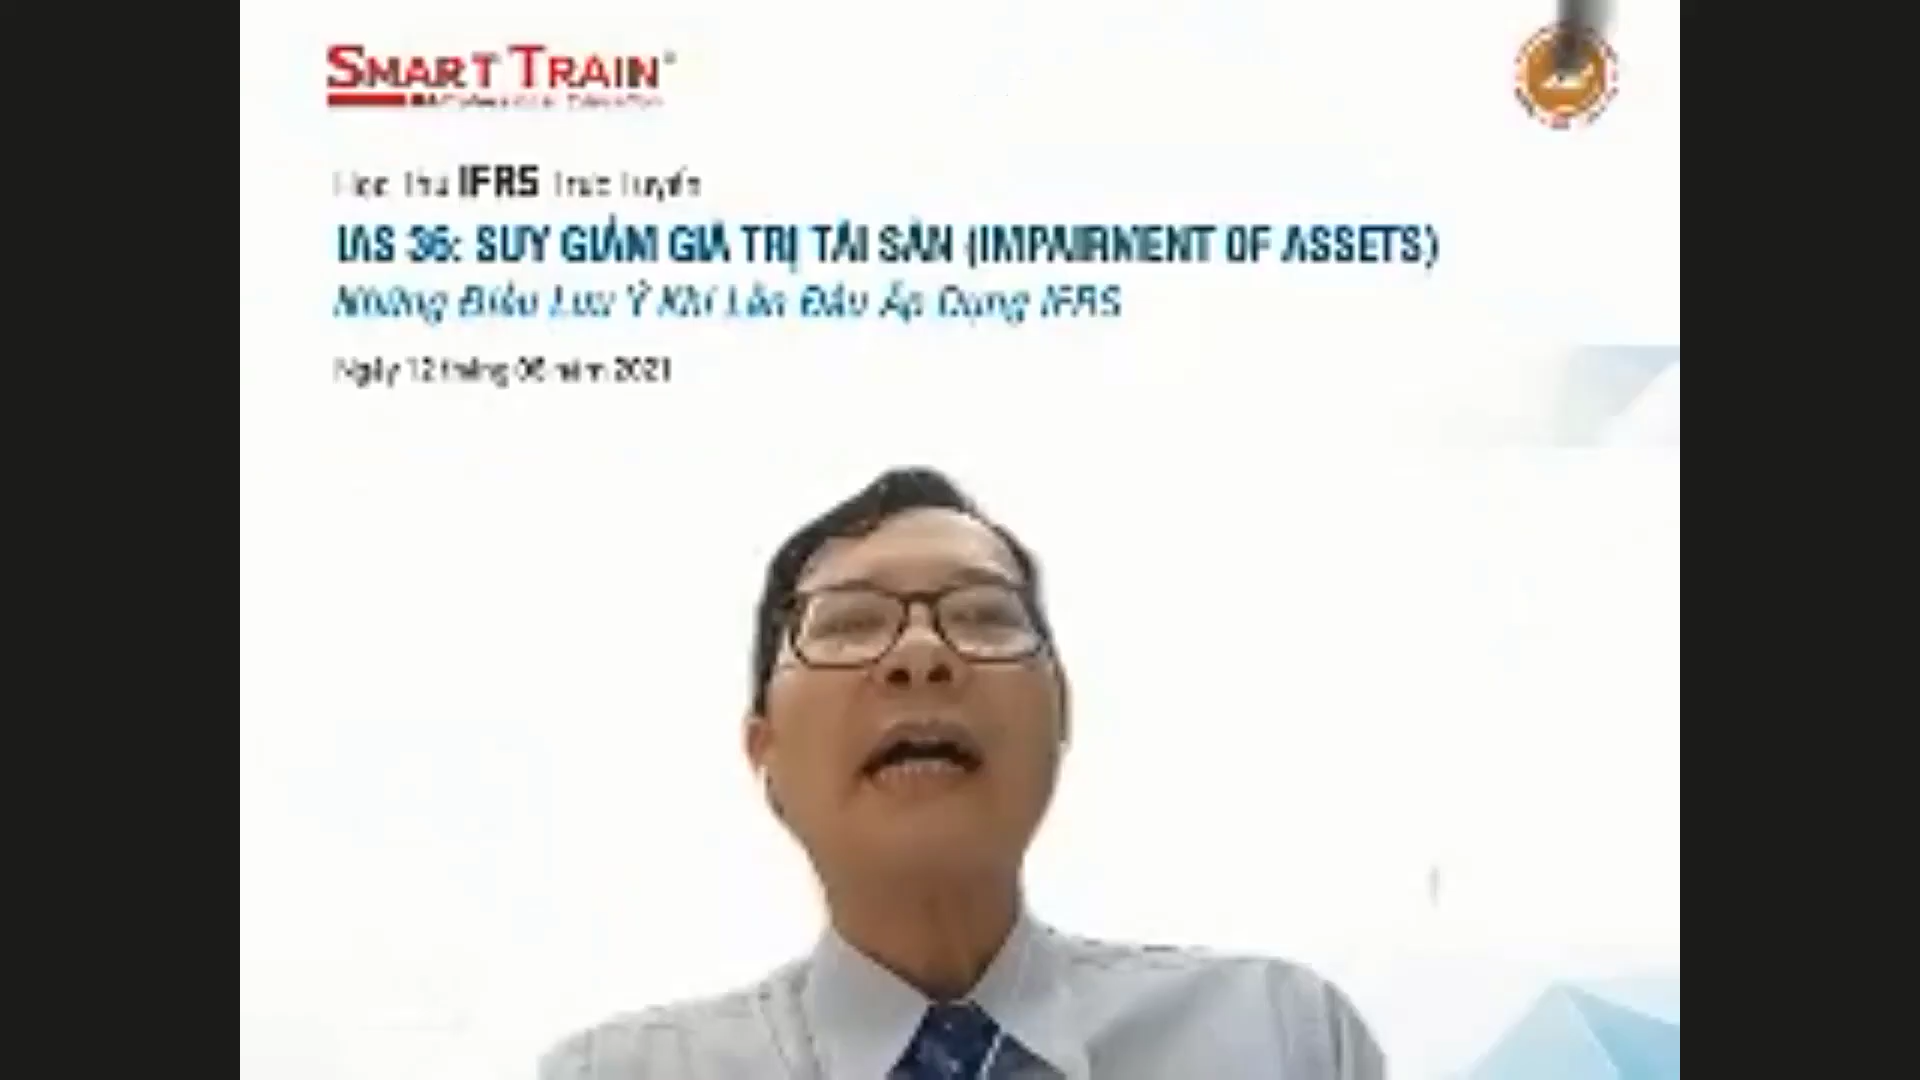 SMART TRAIN
Học Thử IFRS Trực Tuyến
IAS 36: SUY GIẢM GIÁ TRỊ TÀI SẢN (IMPAIRMENT OF ASSETS)
Những Điều Lưu Ý Khi Lần Đầu Áp Dụng IFRS
Ngày 12 tháng 06 năm 2021